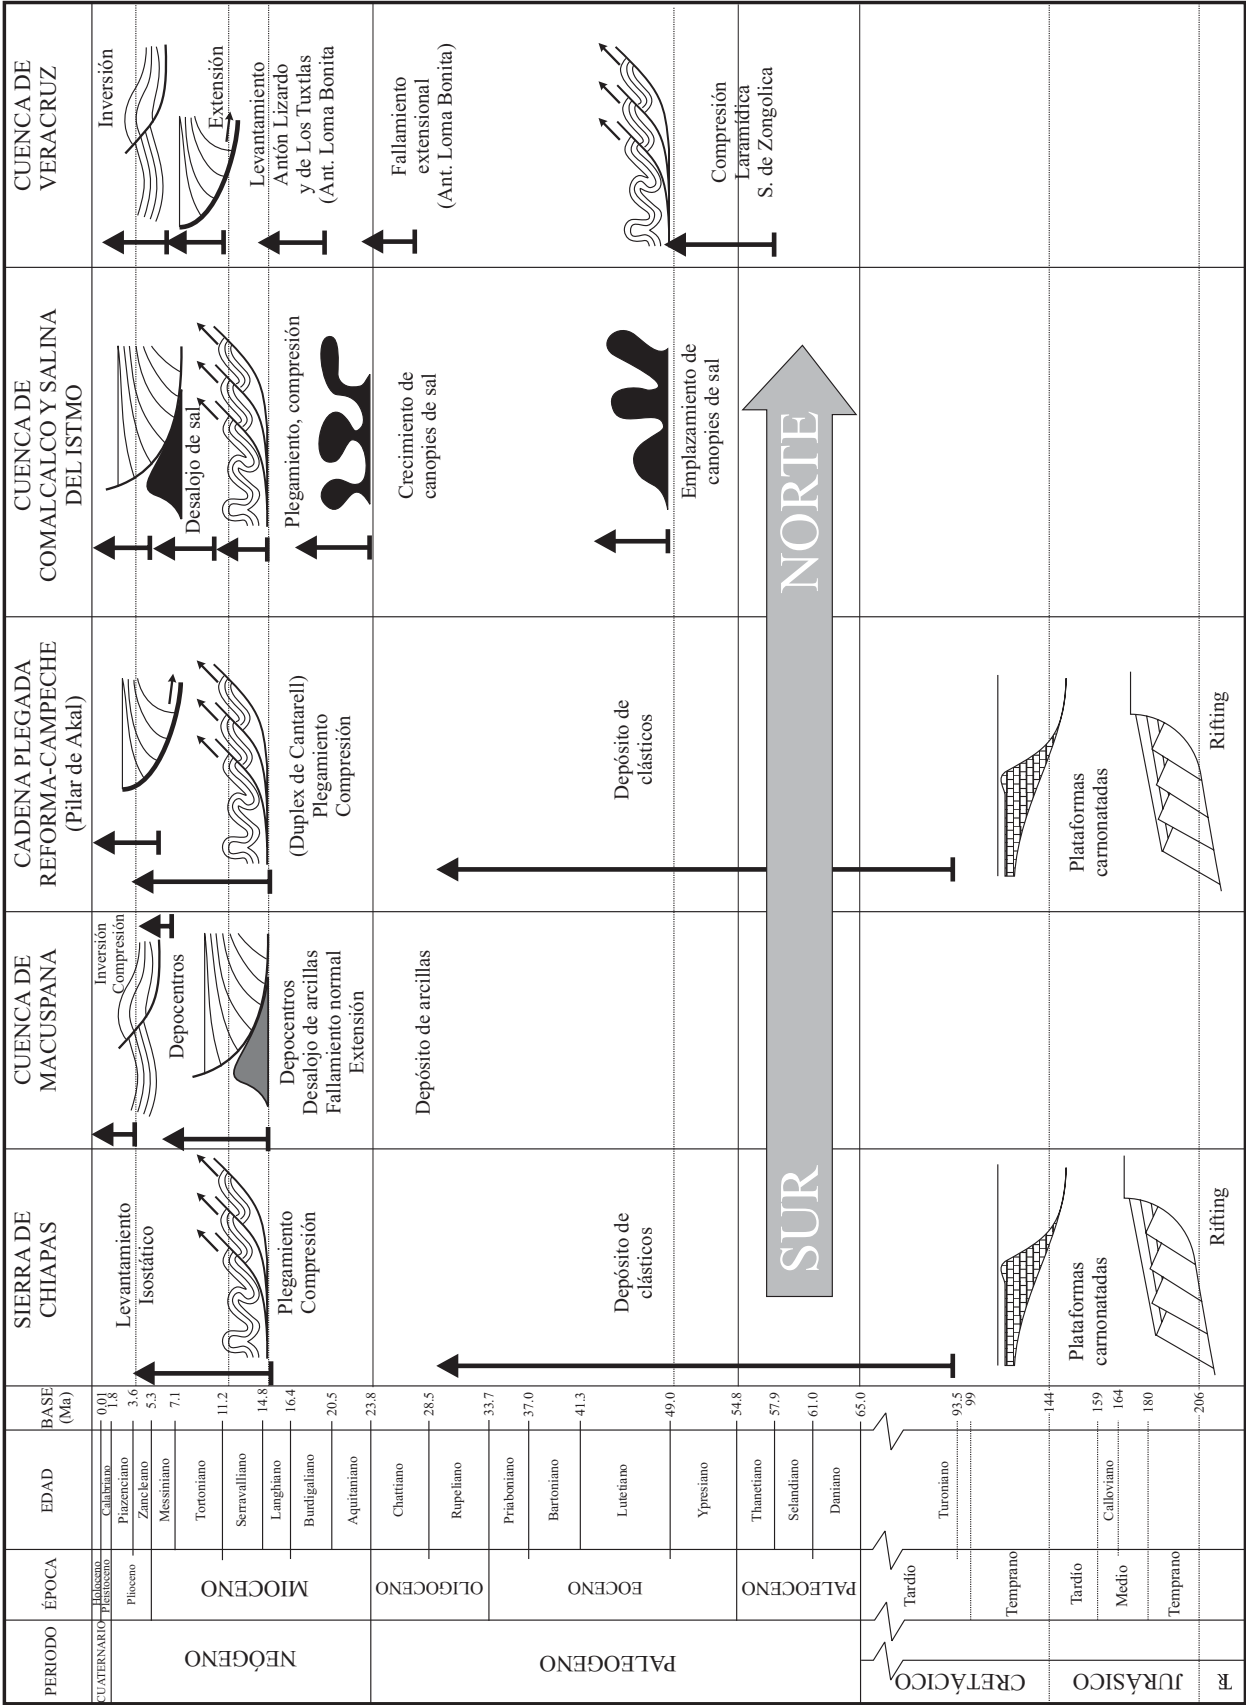 PERIODO
ÉPOCA
EDAD
BASE
(Ma)
SIERRA DE
CHIAPAS
CUENCA DE
MACUSPANA
CADENA PLEGADA
REFORMA-CAMPECHE
(Pilar de Akal)
CUENCA DE
COMALCALCO Y SALINA
DEL ISTMO
CUENCA DE
VERACRUZ
CUATERNARIO
NEÓGENO
PALEOGENO
CRETÁCICO
JURÁSICO
TR
Holoceno
Pleistoceno
Plioceno
MIOCENO
OLIGOCENO
EOCENO
PALEOCENO
Tardío
Temprano
Tardío
Medio
Temprano
Calabriano
Piazenciano
Zancleano
Messiniano
Tortoniano
Serravalliano
Langhiano
Burdigaliano
Aquitaniano
Chattiano
Rupeliano
Priaboniano
Bartoniano
Lutetiano
Ypresiano
Thanetiano
Selandiano
Daniano
Turoniano
Calloviano
0.01
1.8
3.6
5.3
7.1
11.2
14.8
16.4
20.5
23.8
28.5
33.7
37.0
41.3
49.0
54.8
57.9
61.0
65.0
93.5
99
144
159
164
180
206
Levantamiento
Isostático
Plegamiento
Compresión
Depósito de
clásticos
Plataformas
carnonatadas
Rifting
Inversión
Compresión
Depocentros
Depocentros
Desalojo de arcillas
Fallamiento normal
Extensión
Depósito de arcillas
(Duplex de Cantarell)
Plegamiento
Compresión
Depósito de
clásticos
Plataformas
carnonatadas
Rifting
Desalojo de sal
Plegamiento, compresión
Crecimiento de
canopies de sal
Emplazamiento de
canopies de sal
Inversión
Extensión
Levantamiento
Antón Lizardo
y de Los Tuxtlas
(Ant. Loma Bonita)
Fallamiento
extensional
(Ant. Loma Bonita)
Compresión
Laramídica
S. de Zongolica
SUR
NORTE